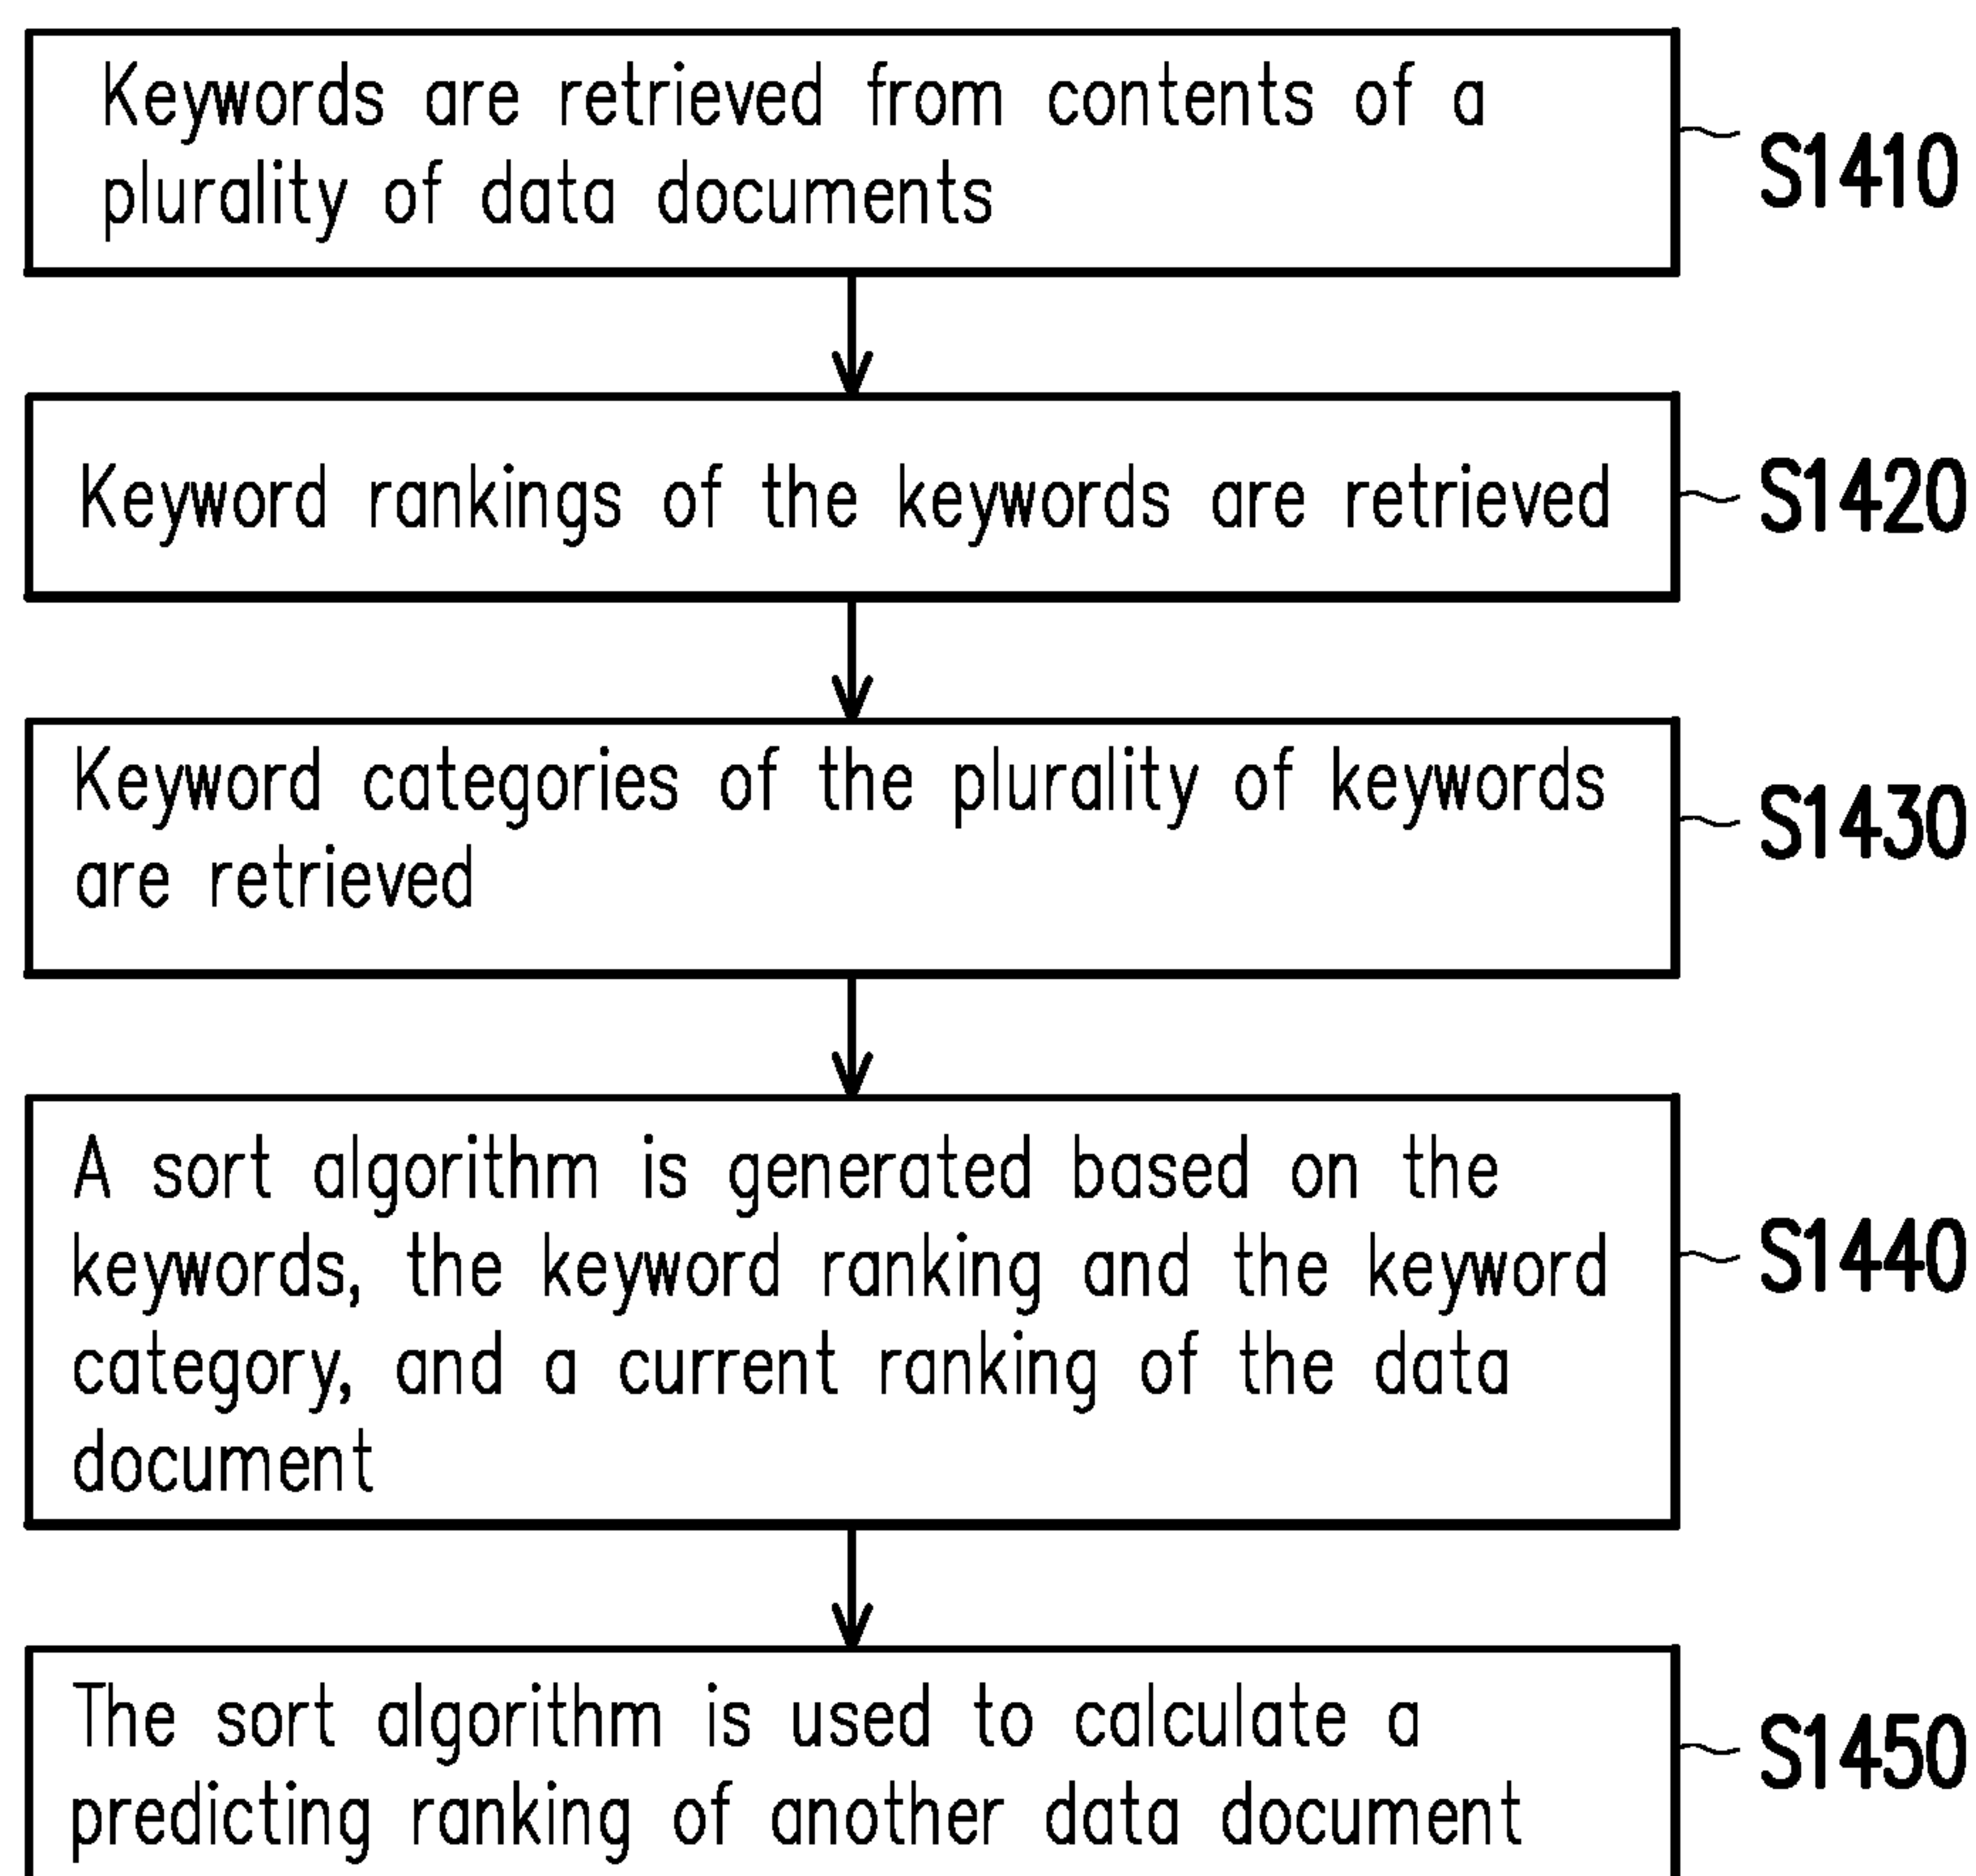 Keywords are retrieved from contents of a
plurality of data documents
S1410
Keyword rankings of the keywords are retrieved
S1420
Keyword categories of the plurality of keywords
are retrieved
S1430
A sort algorithm is generated based on the
keywords, the keyword ranking and the keyword
category, and a current ranking of the data
document
S1440
The sort algorithm is used to calculate a
predicting ranking of another data document
S1450